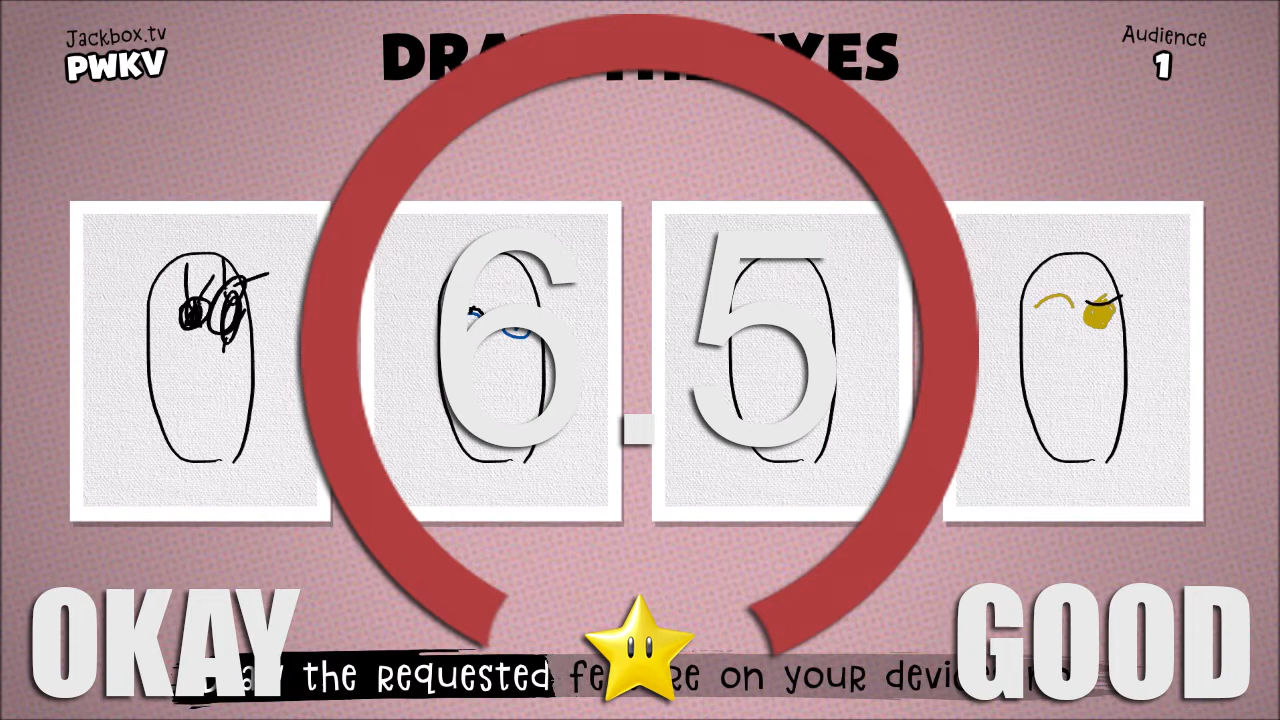 Jackbox.tv
PWKV
Audience
1
6.5
OKAY
GOOD
the requested
on your